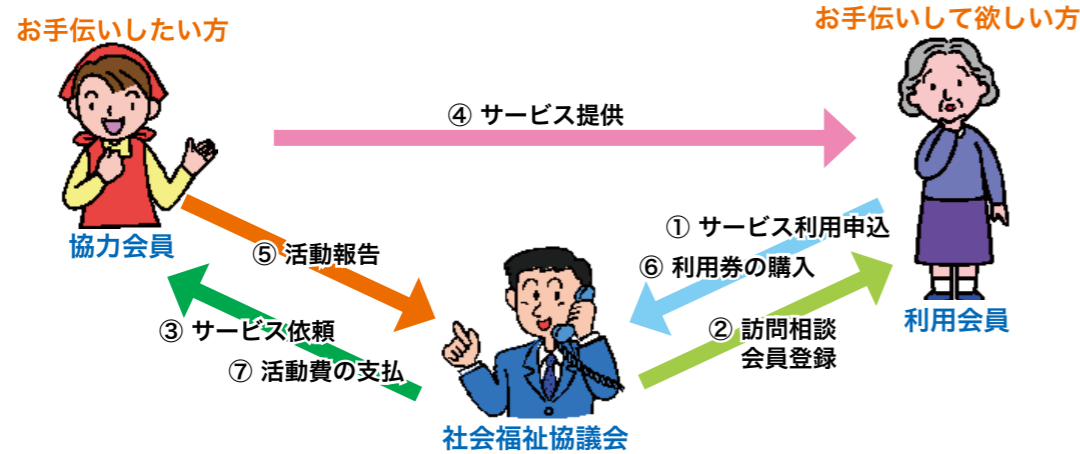 お手伝いしたい方
お手伝いして欲しい方
④ サービス提供
協力会員
① サービス利用申込
⑤ 活動報告
⑥ 利用券の購入
利用会員
③ サービス依頼
② 訪問相談
会員登録
⑦ 活動費の支払
社会福祉協議会